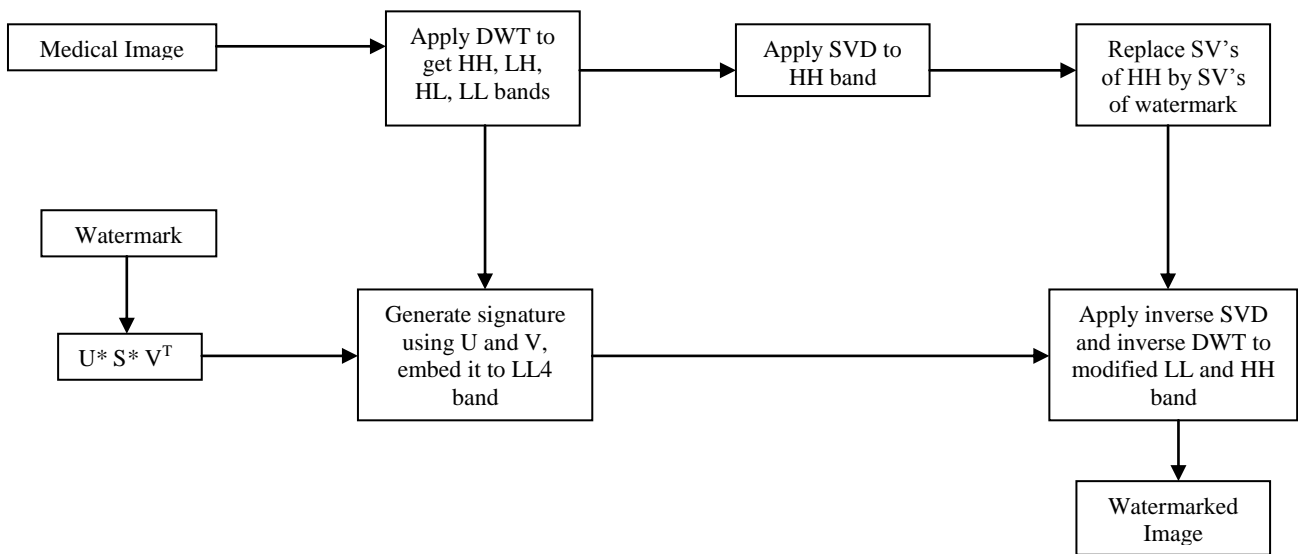 Medical Image
Apply DWT to
get HH, LH,
HL, LL bands
Apply SVD to
HH band
Replace SV’s
of HH by SV’s
of watermark
Watermark
U* S* Vᵀ
Generate signature
using U and V,
embed it to LL4
band
Apply inverse SVD
and inverse DWT to
modified LL and HH
band
Watermarked
Image